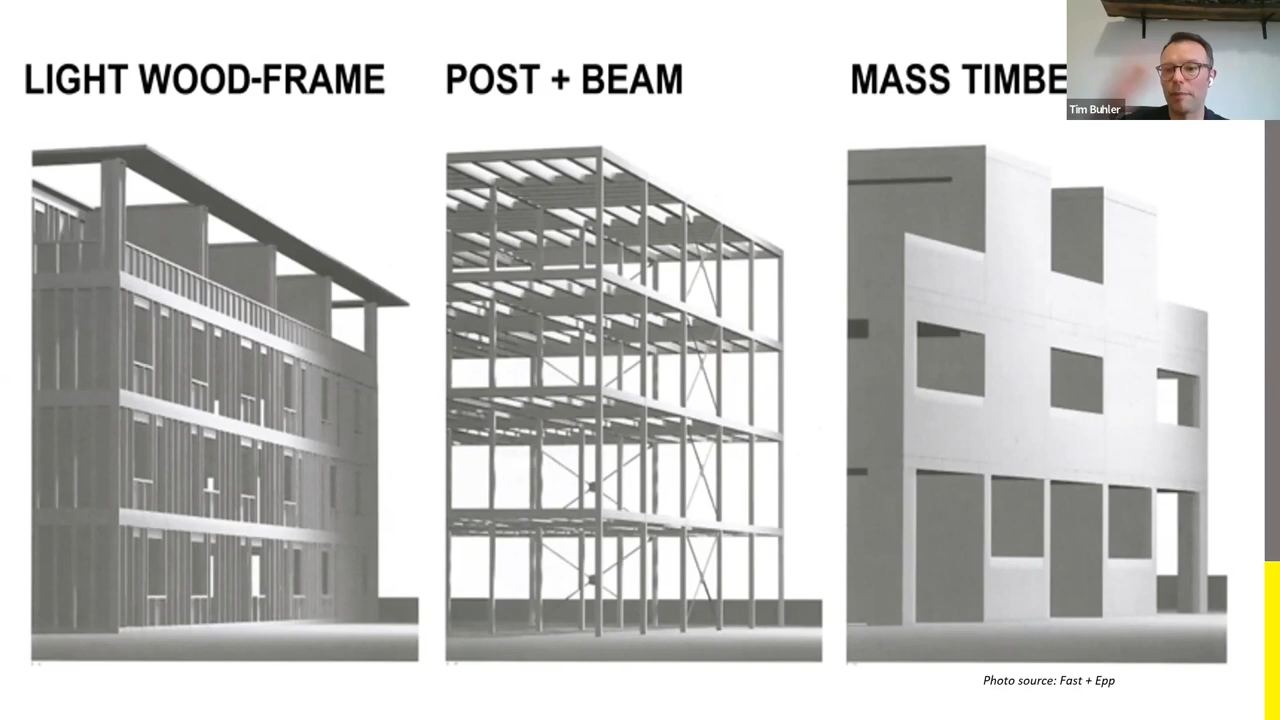 LIGHT WOOD-FRAME
POST + BEAM
MASS TIMBE
Tim Buhler
Photo source: Fast + Epp